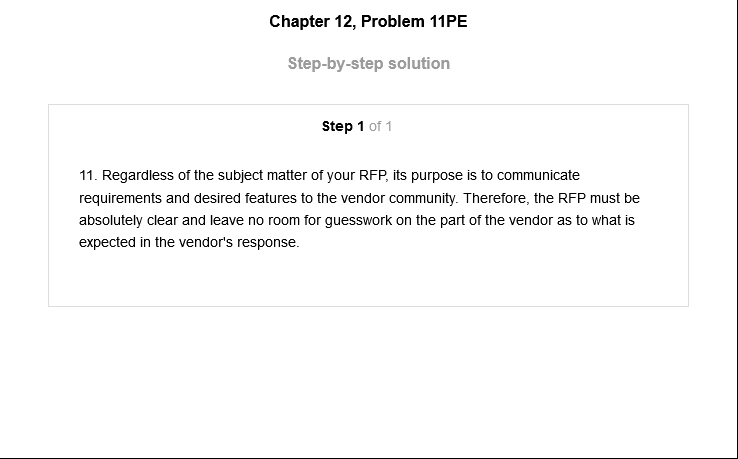 Chapter 12, Problem 11PE
Step-by-step solution
Step 1 of 1
11. Regardless of the subject matter of your RFP, its purpose is to communicate
requirements and desired features to the vendor community. Therefore, the RFP must be
absolutely clear and leave no room for guesswork on the part of the vendor as to what is
expected in the vendor's response.